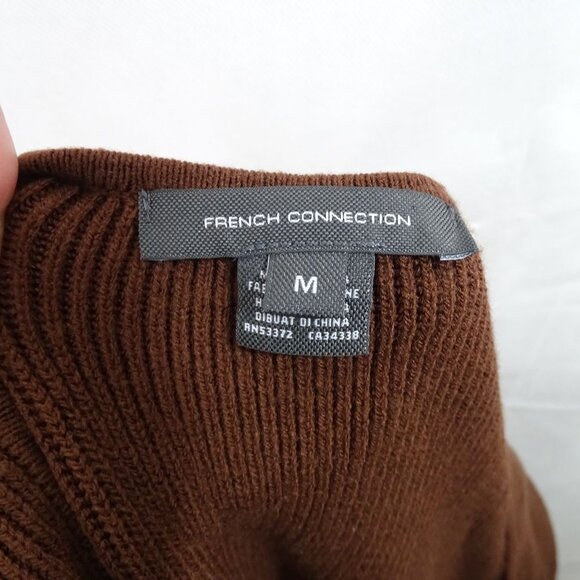 FRENCH CONNECTION
M
DIBUAT DI CHINA
RN53372 CA34338